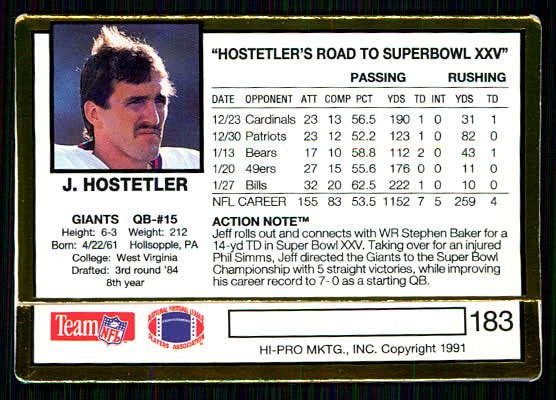 "HOSTETLER'S ROAD TO SUPERBOWL XXV"
PASSING RUSHING
DATE OPPONENT ATT COMP PCT YDS TD INT YDS TD
12/23 Cardinals 23 13 56.5 190 1 0 31 1
12/30 Patriots 23 12 52.2 123 1 0 82 0
1/13 Bears 17 10 58.8 112 2 0 43 1
1/20 49ers 27 15 55.6 176 0 0 11 0
1/27 Bills 32 20 62.5 222 1 0 10 0
NFL CAREER 155 83 53.5 1152 7 5 259 4
J. HOSTETLER
GIANTS QB-#15
Height: 6-3 Weight: 212
Born: 4/22/61 Hollsopple, PA
College: West Virginia
Drafted: 3rd round '84
8th year
ACTION NOTE™
Jeff rolls out and connects with WR Stephen Baker for a
14-yd TD in Super Bowl XXV. Taking over for an injured
Phil Simms, Jeff directed the Giants to the Super Bowl
Championship with 5 straight victories, while improving
his career record to 7-0 as a starting QB.
Team NFL
NATIONAL FOOTBALL LEAGUE
PLAYERS ASSOCIATION
183
HI-PRO MKTG., INC. Copyright 1991